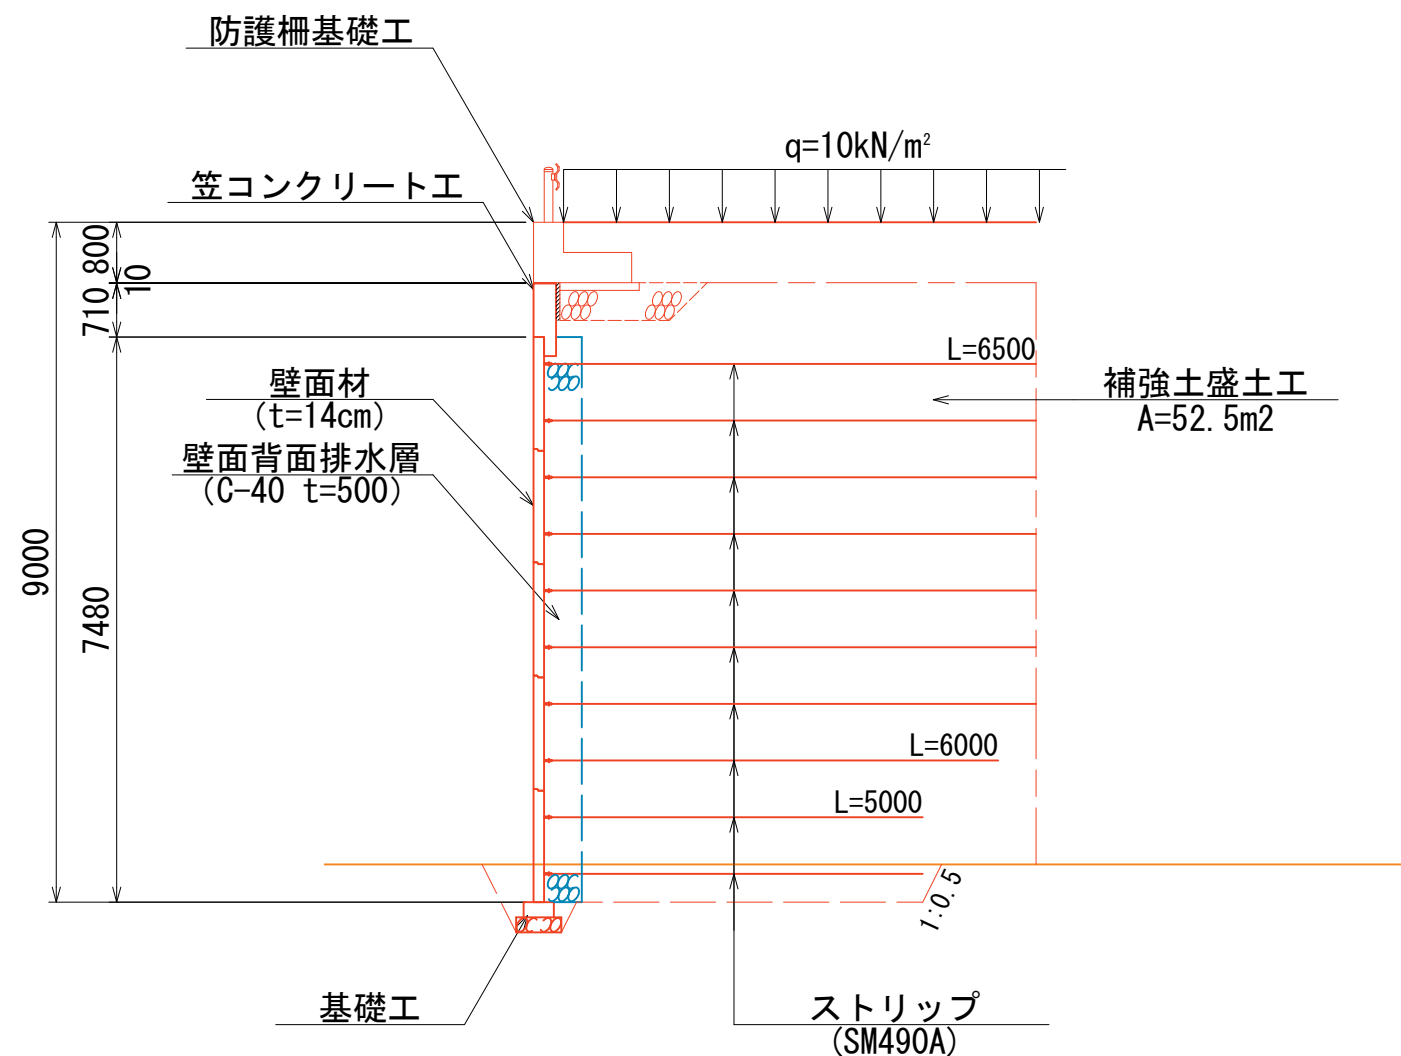 防護柵基礎工
q=10kN/m²
笠コンクリート工
800
10
710
L=6500
壁面材
(t=14cm)
補強土盛土工
A=52.5m2
壁面背面排水層
(C-40 t=500)
9000
7480
L=6000
L=5000
1:0.5
基礎工
ストリップ
(SM490A)